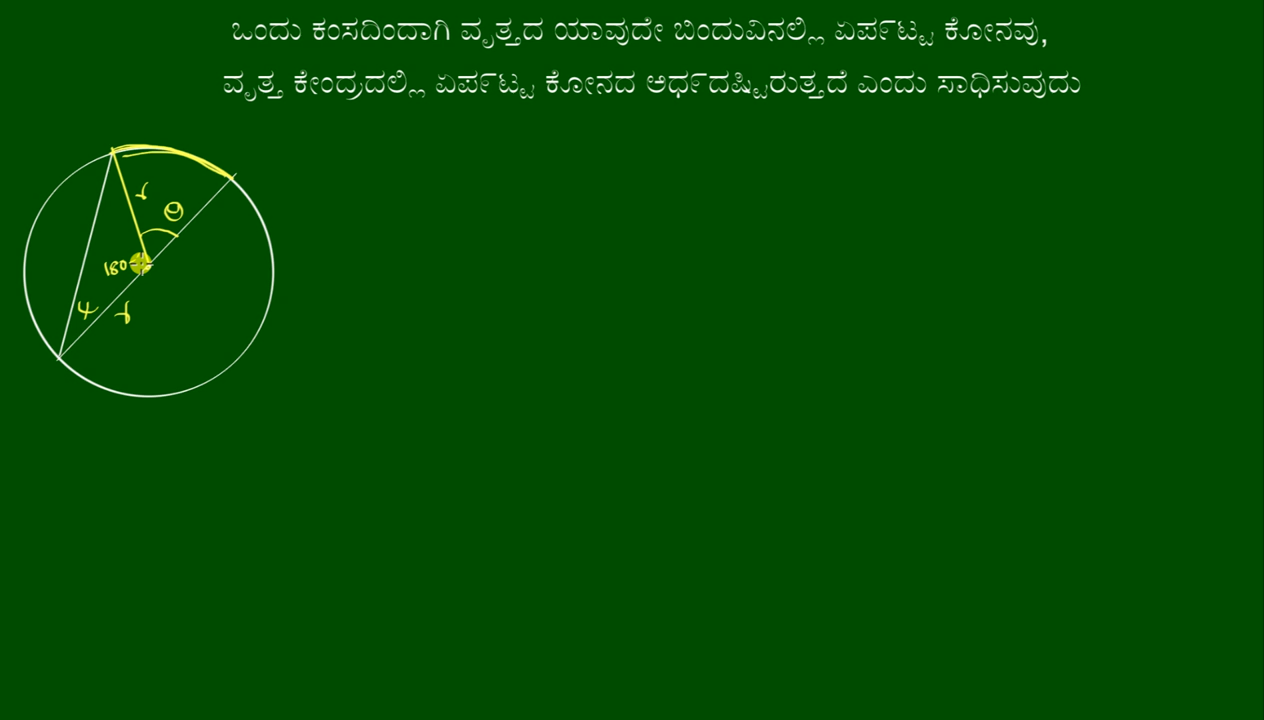 ಒಂದು ಕಂಸದಿಂದಾಗಿ ವೃತ್ತದ ಯಾವುದೇ ಬಿಂದುವಿನಲ್ಲಿ ಏರ್ಪಟ್ಟ ಕೋನವು,
ವೃತ್ತ ಕೇಂದ್ರದಲ್ಲಿ ಏರ್ಪಟ್ಟ ಕೋನದ ಅರ್ಧದಷ್ಟಿರುತ್ತದೆ ಎಂದು ಸಾಧಿಸುವುದು
r
θ
180
ψ r